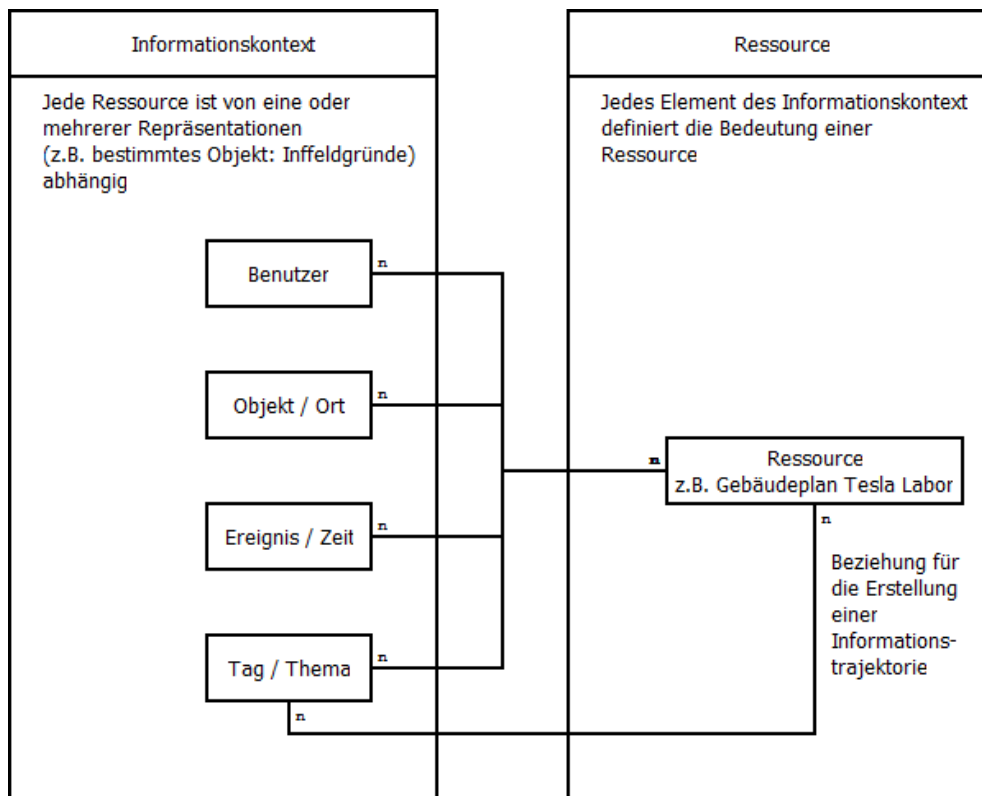 Informationskontext
Jede Ressource ist von eine oder
mehrerer Repräsentationen
(z.B. bestimmtes Objekt: Inffeldgründe)
abhängig
Benutzer
n
Objekt / Ort
n
Ereignis / Zeit
n
Tag / Thema
n
n
Ressource
Jedes Element des Informationskontext
definiert die Bedeutung einer
Ressource
n
Ressource
z.B. Gebäudeplan Tesla Labor
n
Beziehung für
die Erstellung
einer
Informations-
trajektorie